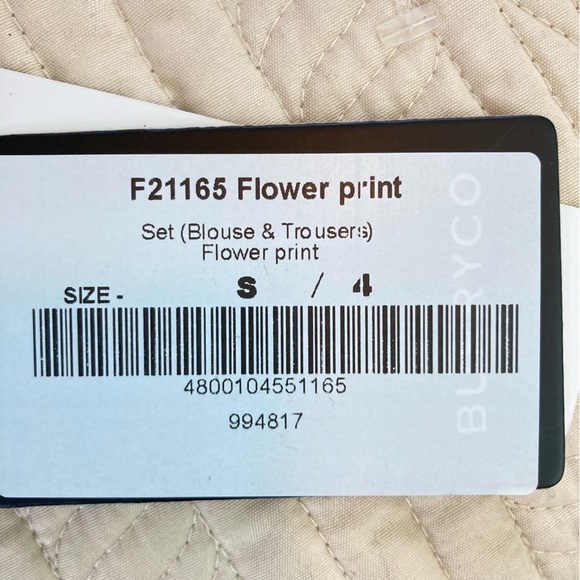 F21165 Flower print
Set (Blouse & Trousers)
Flower print
SIZE - S / 4
4800104551165
994817